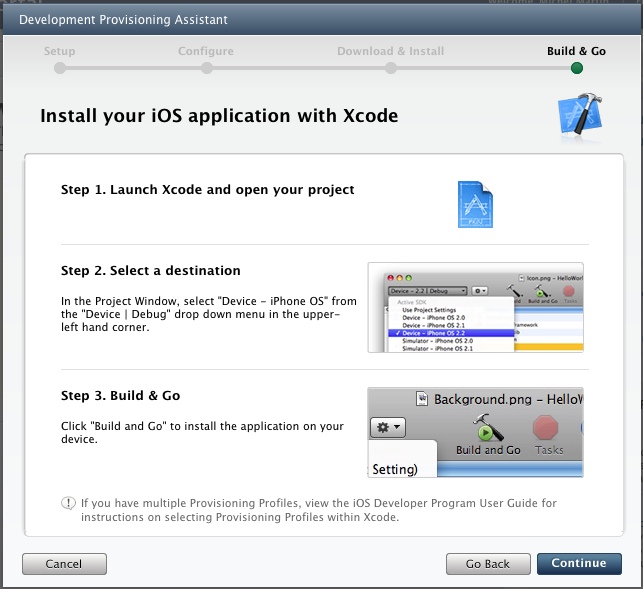 Development Provisioning Assistant
Setup
Configure
Download & Install
Build & Go
Install your iOS application with Xcode
Step 1. Launch Xcode and open your project
Step 2. Select a destination
In the Project Window, select "Device – iPhone OS" from
the "Device | Debug" drop down menu in the upper-
left hand corner.
Icon.png – HelloWo
Device – 2.2 | Debug
Build and Go
Tasks
Active SDK
Use Project Settings
Device – iPhone OS 2.0
Device – iPhone OS 2.1
✓ Device – iPhone OS 2.2
Simulator – iPhone OS 2.0
Simulator – iPhone OS 2.1
ramework
Step 3. Build & Go
Click "Build and Go" to install the application on your
device.
Background.png – HelloW
Build and Go
Tasks
Setting)
If you have multiple Provisioning Profiles, view the iOS Developer Program User Guide for
instructions on selecting Provisioning Profiles within Xcode.
Cancel
Go Back
Continue